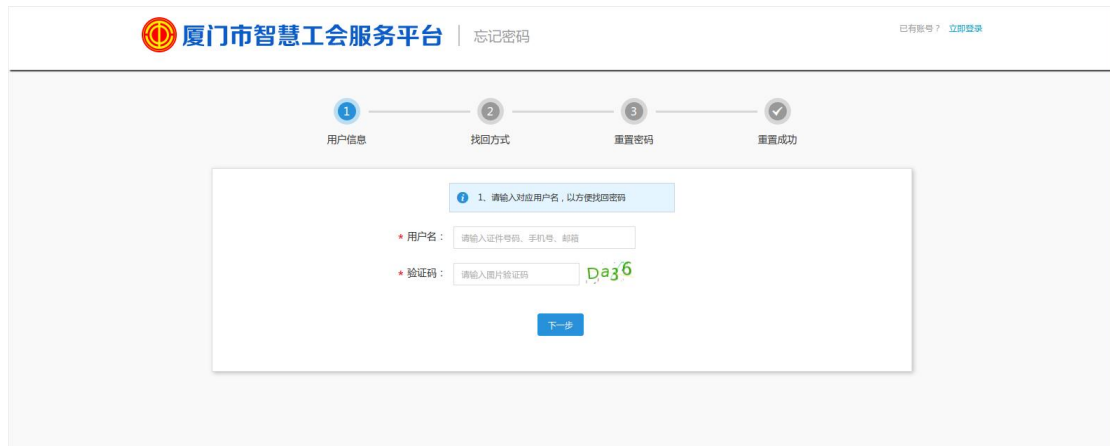 厦门市智慧工会服务平台 忘记密码 已有账号？ 立即登录
1 2 3
用户信息 找回方式 重置密码 重置成功
1、请输入对应用户名，以方便找回密码
* 用户名： 请输入证件号码、手机号、邮箱
* 验证码： 请输入图片验证码 Da36
下一步